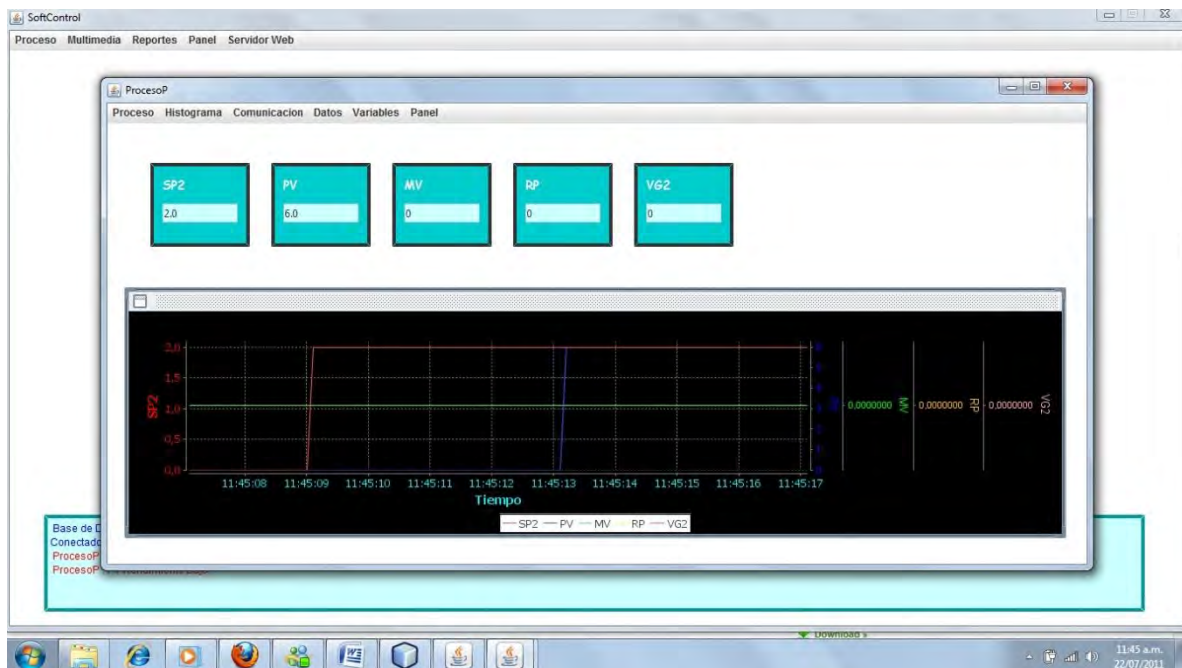 SoftControl
Proceso Multimedia Reportes Panel Servidor Web
ProcesoP
Proceso Histograma Comunicacion Datos Variables Panel
SP2 PV MV RP VG2
2.0 6.0 0 0 0
2,0
1,5
SP2 1,0 0,0000000 MV 0,0000000 RP 0,0000000 VG2
0,5
0,0
11:45:08 11:45:09 11:45:10 11:45:11 11:45:12 11:45:13 11:45:14 11:45:15 11:45:16 11:45:17
Tiempo
SP2 PV MV RP VG2
Base de
Conectado
ProcesoP
ProcesoP
Download
11:45 a.m.
22/07/2011